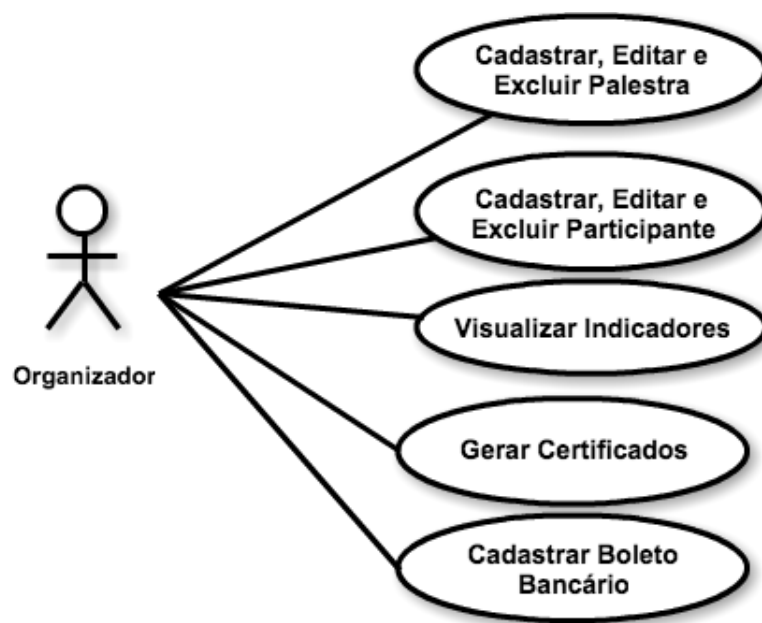 Cadastrar, Editar e
Excluir Palestra
Cadastrar, Editar e
Excluir Participante
Visualizar Indicadores
Organizador
Gerar Certificados
Cadastrar Boleto
Bancário